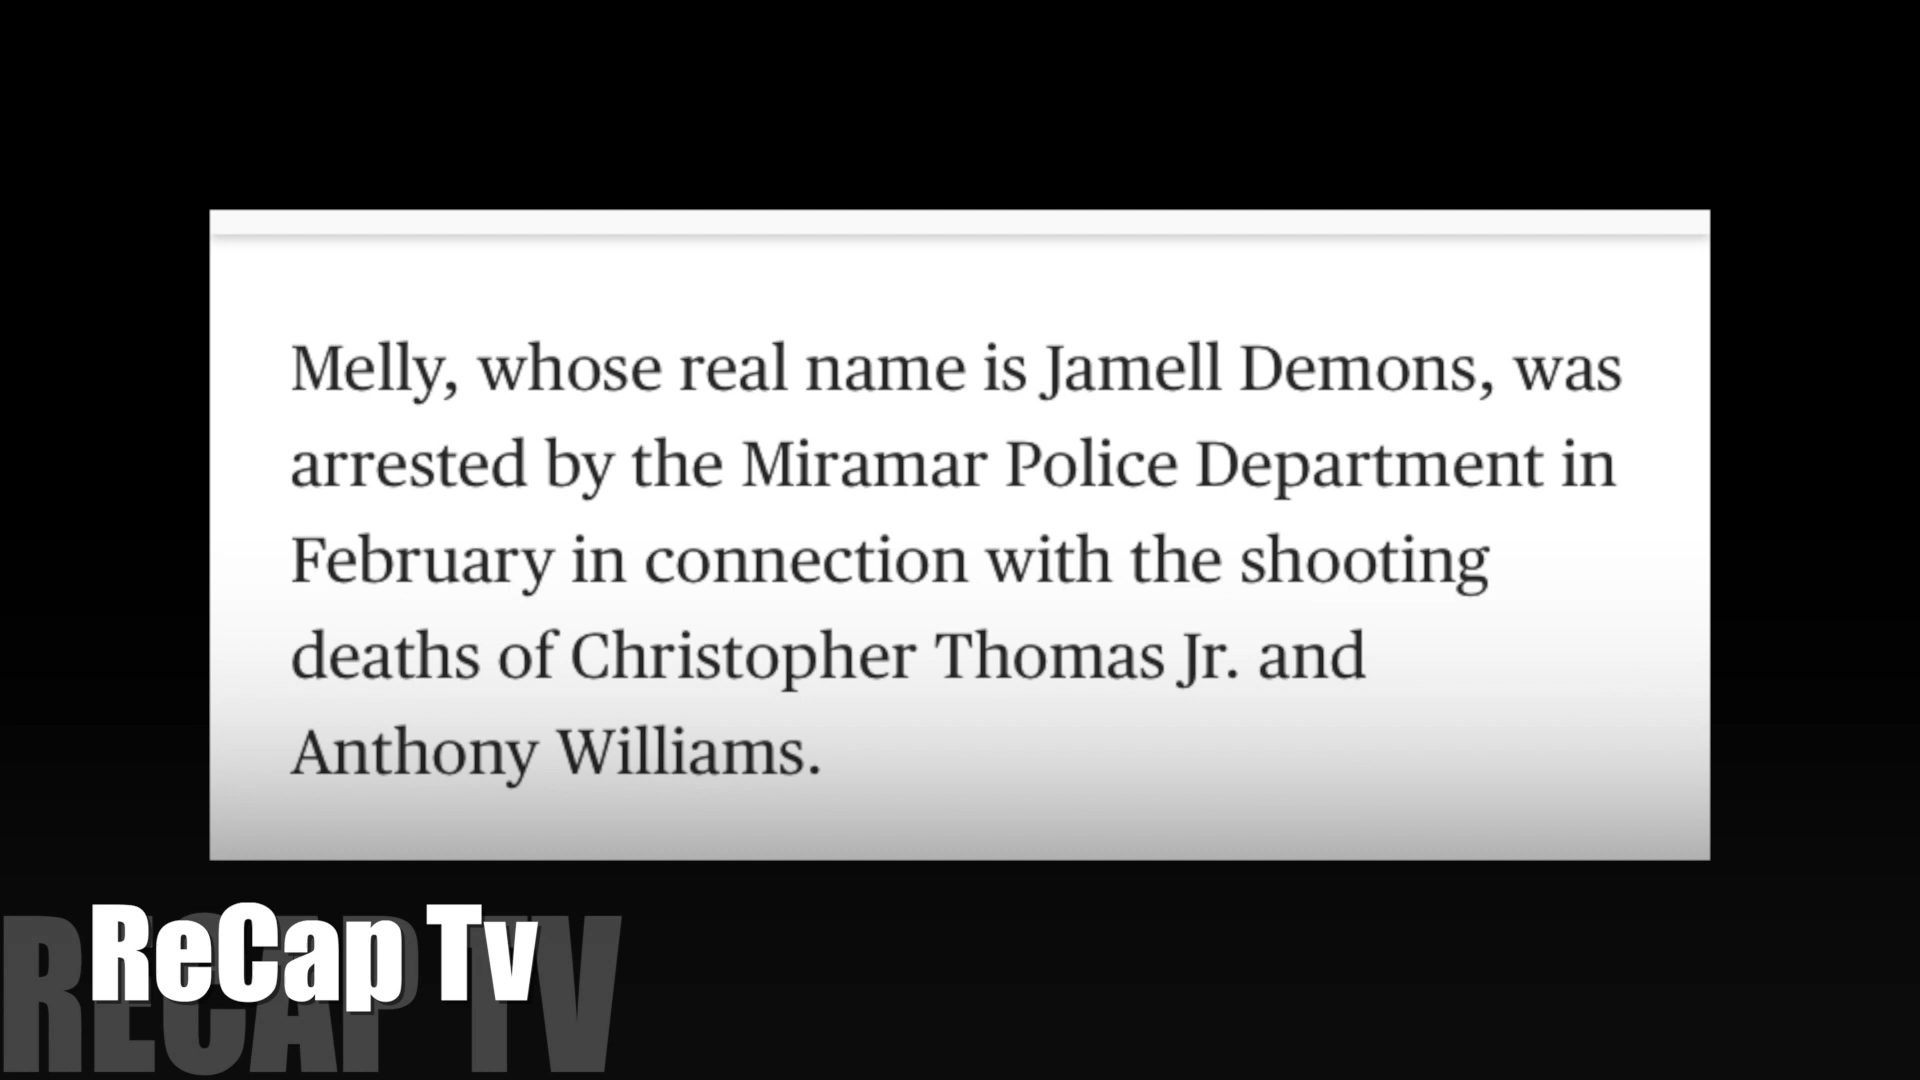 Melly, whose real name is Jamell Demons, was
arrested by the Miramar Police Department in
February in connection with the shooting
deaths of Christopher Thomas Jr. and
Anthony Williams.
ReCap Tv
RECAP TV